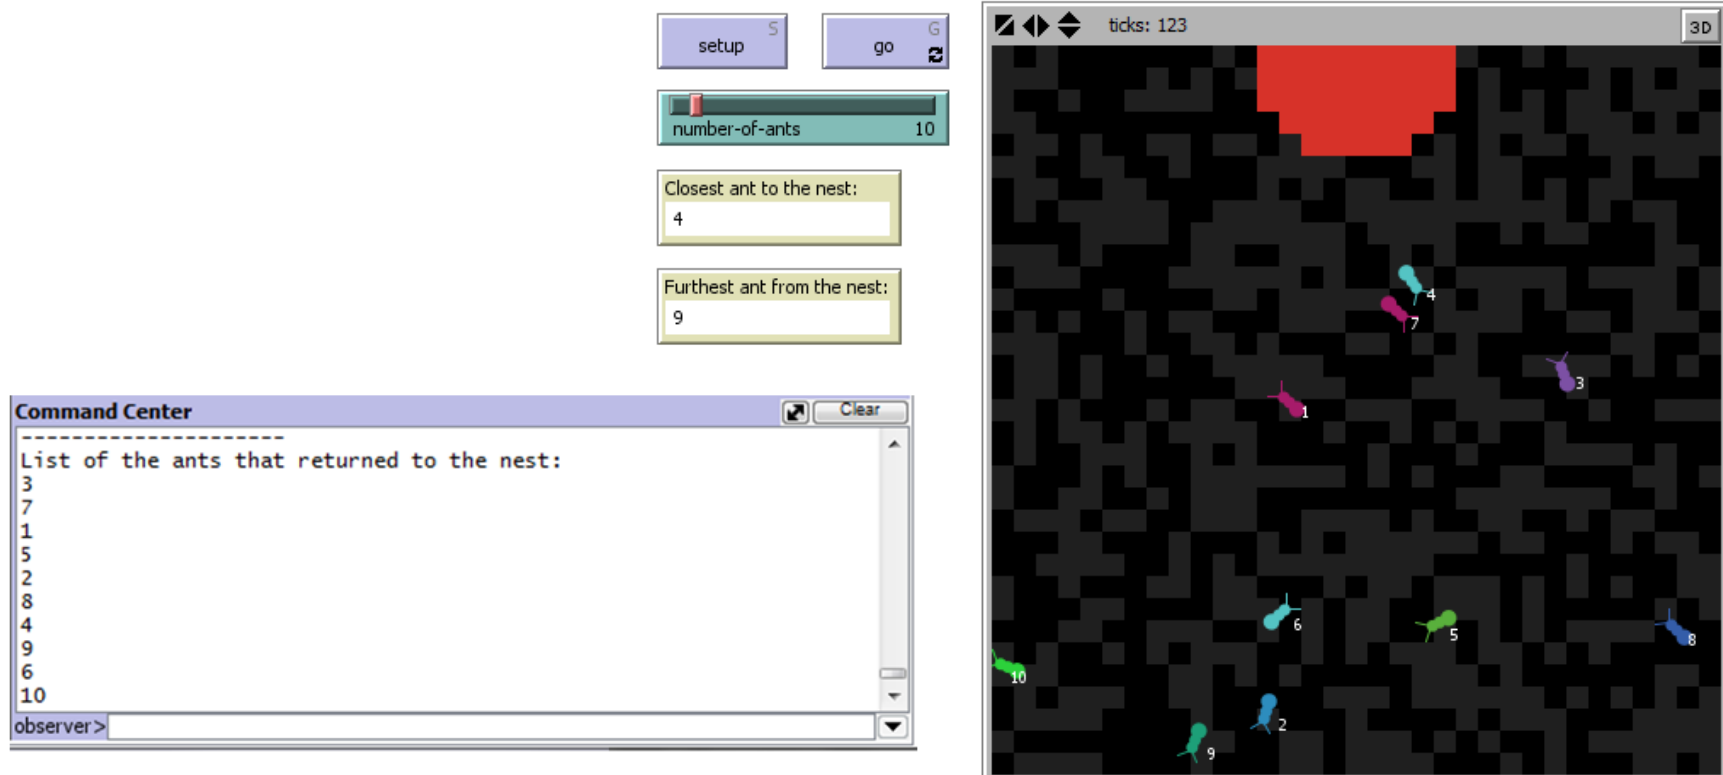 S
setup
G
go
number-of-ants 10
Closest ant to the nest:
4
Furthest ant from the nest:
9
Command Center
Clear
---------------------
List of the ants that returned to the nest:
3
7
1
5
2
8
4
9
6
10
observer>
ticks: 123
3D
4
7
3
1
6
5
8
10
2
9